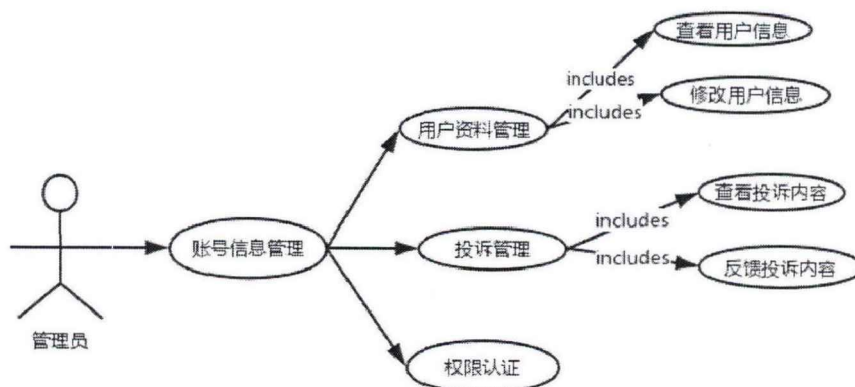 查看用户信息
includes
includes
修改用户信息
用户资料管理
查看投诉内容
includes
账号信息管理
投诉管理
includes
反馈投诉内容
管理员
权限认证